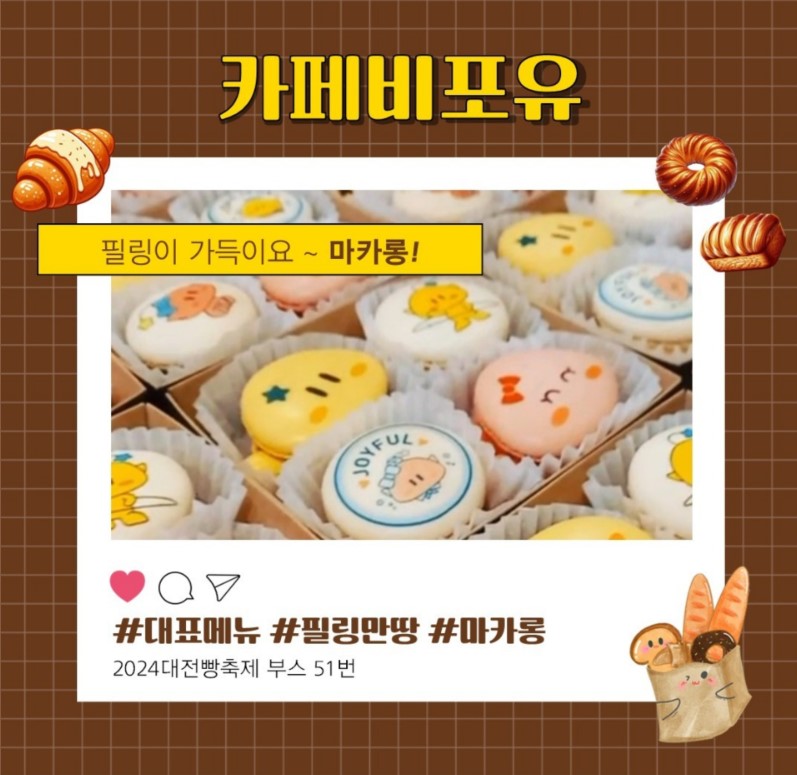 카페비포유
필링이 가득이요 ~ 마카롱!
JOYFUL
#대표메뉴 #필링만땅 #마카롱
2024대전빵축제 부스 51번